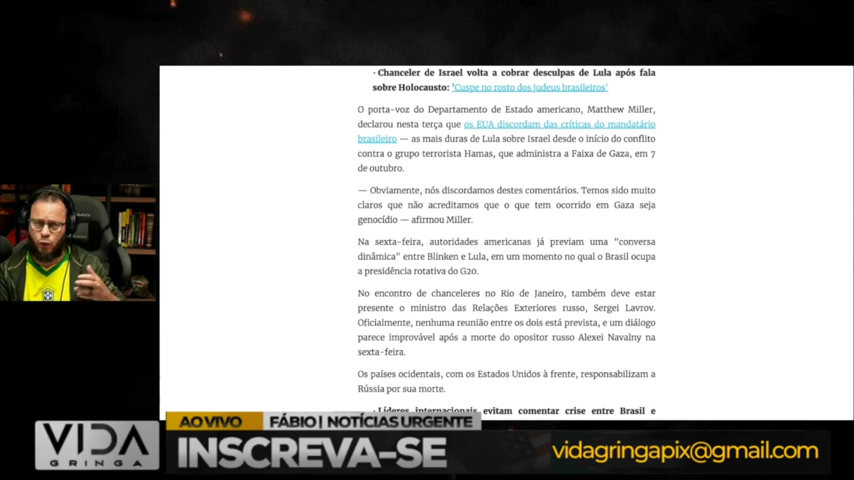 · Chanceler de Israel volta a cobrar desculpas de Lula após fala
sobre Holocausto: 'Cuspe no rosto dos judeus brasileiros'
O porta-voz do Departamento de Estado americano, Matthew Miller,
declarou nesta terça que os EUA discordam das críticas do mandatário
brasileiro — as mais duras de Lula sobre Israel desde o início do conflito
contra o grupo terrorista Hamas, que administra a Faixa de Gaza, em 7
de outubro.
— Obviamente, nós discordamos destes comentários. Temos sido muito
claros que não acreditamos que o que tem ocorrido em Gaza seja
genocídio — afirmou Miller.
Na sexta-feira, autoridades americanas já previam uma "conversa
dinâmica" entre Blinken e Lula, em um momento no qual o Brasil ocupa
a presidência rotativa do G20.
No encontro de chanceleres no Rio de Janeiro, também deve estar
presente o ministro das Relações Exteriores russo, Sergei Lavrov.
Oficialmente, nenhuma reunião entre os dois está prevista, e um diálogo
parece improvável após a morte do opositor russo Alexei Navalny na
sexta-feira.
Os países ocidentais, com os Estados Unidos à frente, responsabilizam a
Rússia por sua morte.
· Líderes internacionais evitam comentar crise entre Brasil e
AO VIVO FÁBIO | NOTÍCIAS URGENTE
VIDA
GRINGA
INSCREVA-SE
vidagringapix@gmail.com